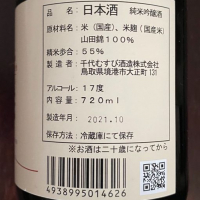 品名：日本酒 純米吟醸酒
原材料名：米（国産）、米麹（国産米）
山田錦100％
精米歩合：55％
製造者：千代むすび酒造株式会社
鳥取県境港市大正町131
アルコール：17度
内容量：720ml
製造年月：2021.10
保存方法：冷蔵庫にて保存
※お酒は二十歳になってから
4938995014626